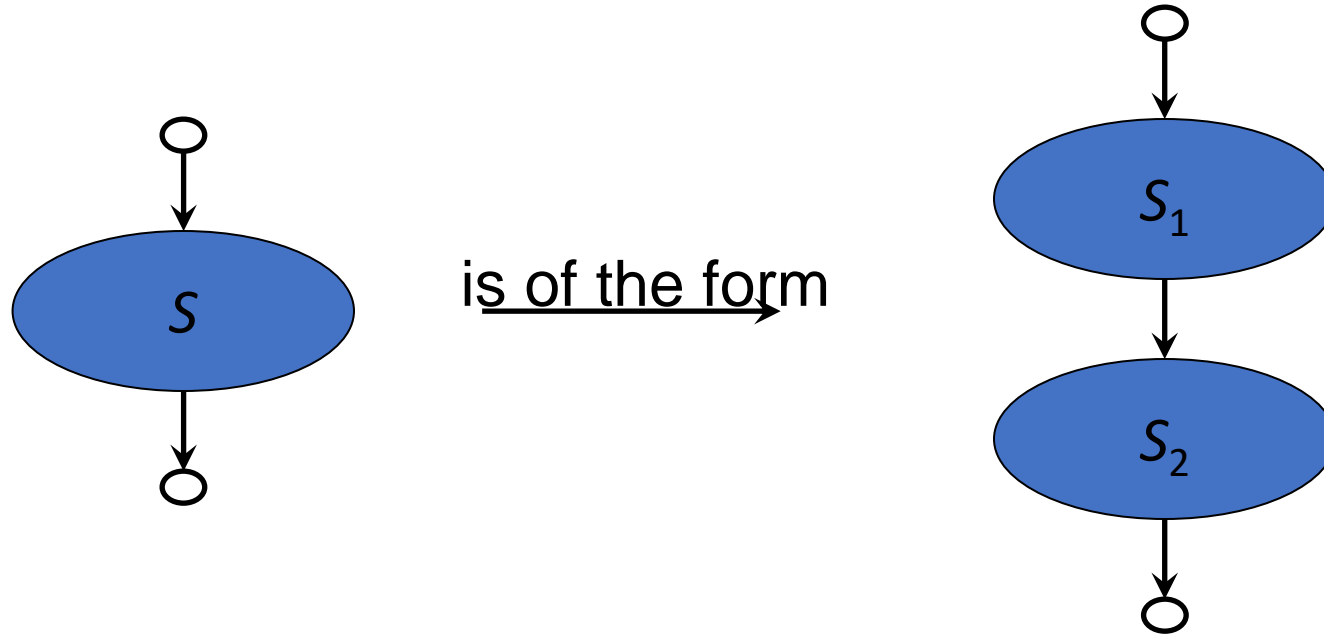 S
is of the form
S₁
S₂